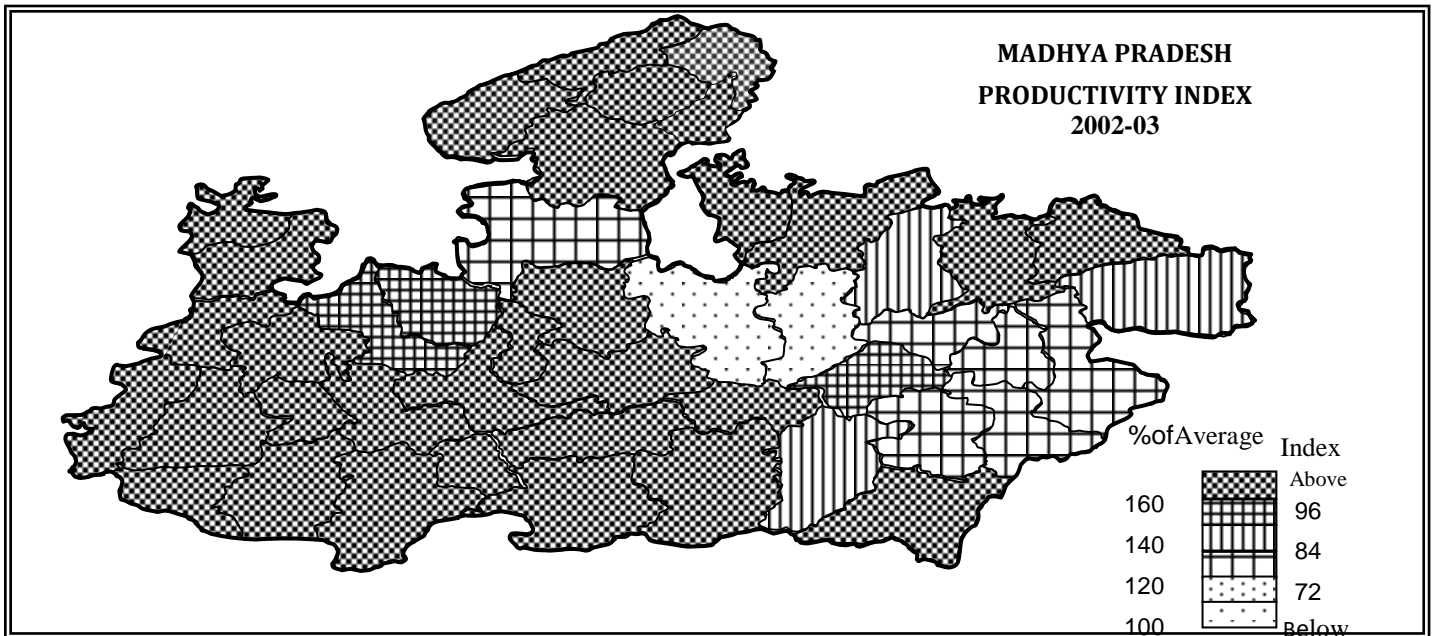 MADHYA PRADESH
PRODUCTIVITY INDEX
2002-03
%ofAverage Index
Above
160 96
140 84
120 72
100 Below